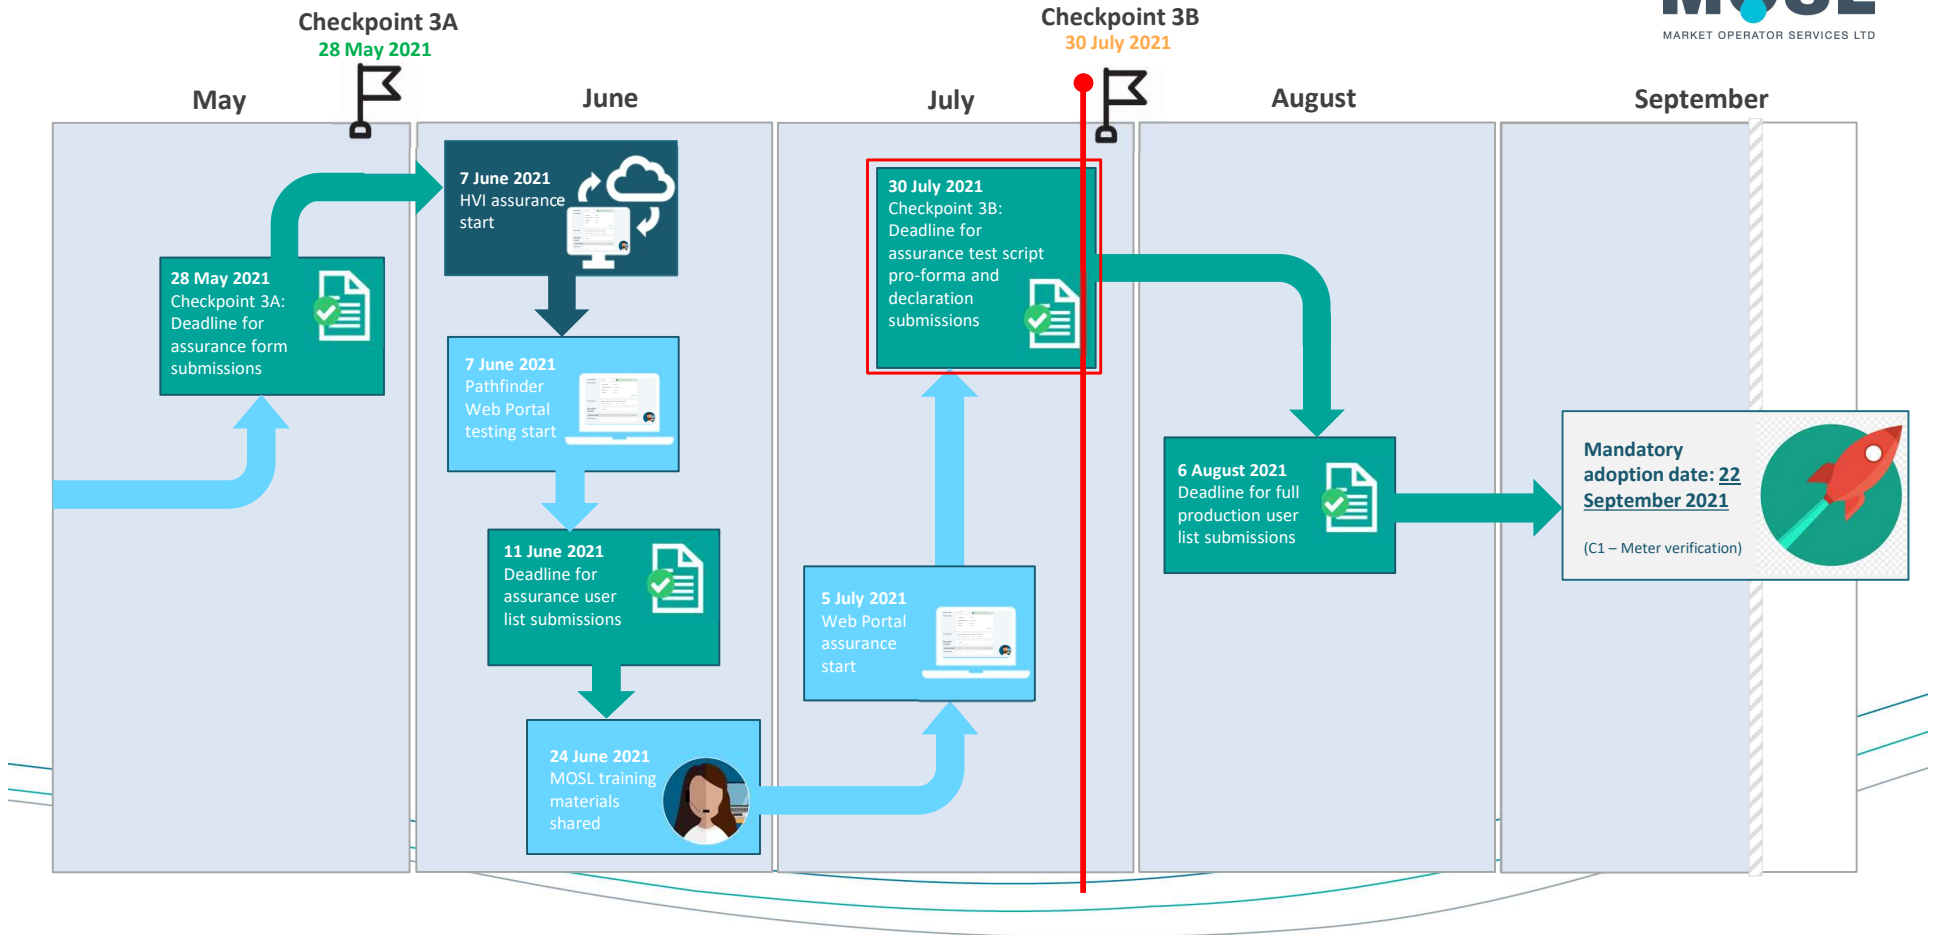 Checkpoint 3A
28 May 2021
Checkpoint 3B
30 July 2021
MOSL
MARKET OPERATOR SERVICES LTD
May
June
July
August
September
28 May 2021
Checkpoint 3A:
Deadline for
assurance form
submissions
7 June 2021
HVI assurance
start
7 June 2021
Pathfinder
Web Portal
testing start
11 June 2021
Deadline for
assurance user
list submissions
24 June 2021
MOSL training
materials
shared
5 July 2021
Web Portal
assurance
start
30 July 2021
Checkpoint 3B:
Deadline for
assurance test script
pro-forma and
declaration
submissions
6 August 2021
Deadline for full
production user
list submissions
Mandatory
adoption date: 22
September 2021
(C1 – Meter verification)